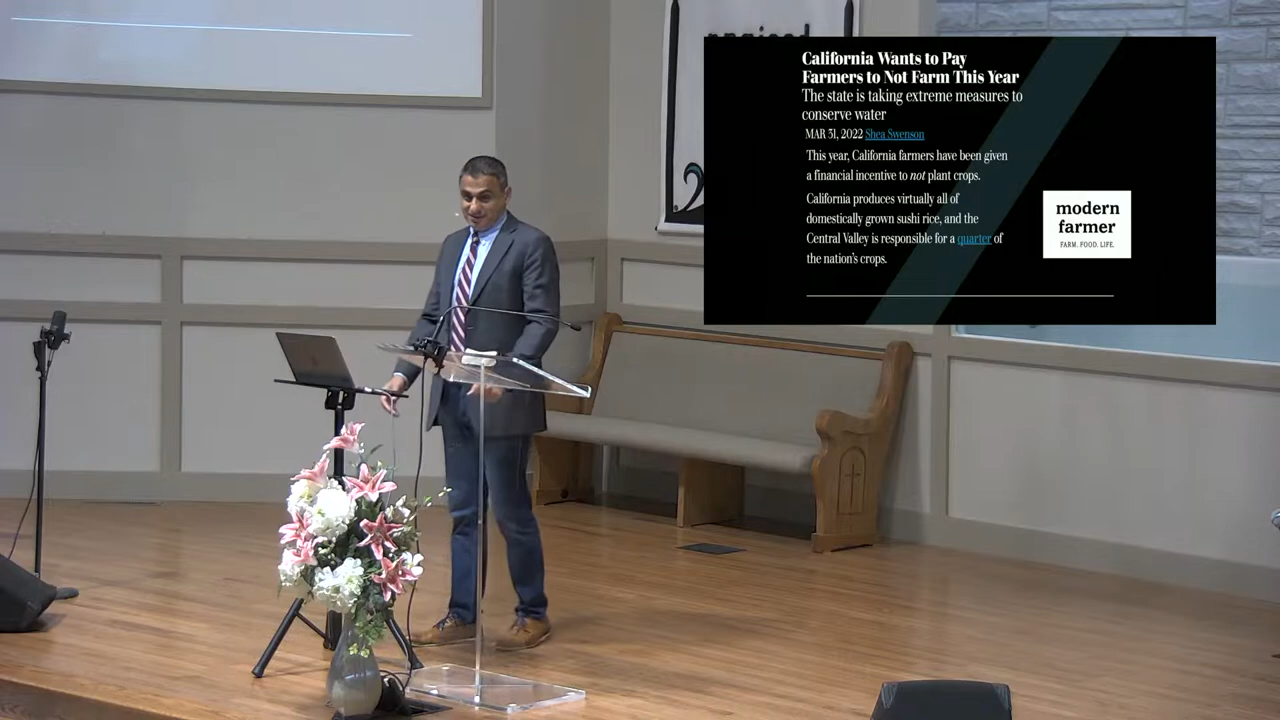 California Wants to Pay
Farmers to Not Farm This Year
The state is taking extreme measures to
conserve water
MAR 31, 2022 Shea Swenson
This year, California farmers have been given
a financial incentive to not plant crops.
California produces virtually all of
domestically grown sushi rice, and the
Central Valley is responsible for a quarter of
the nation's crops.
modern
farmer
FARM. FOOD. LIFE.